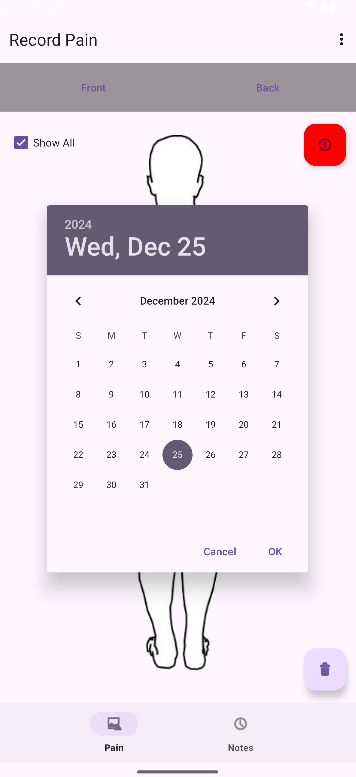 Record Pain
Front Back
Show All
2024
Wed, Dec 25
December 2024
S M T W T F S
1 2 3 4 5 6 7
8 9 10 11 12 13 14
15 16 17 18 19 20 21
22 23 24 25 26 27 28
29 30 31
Cancel OK
Pain Notes